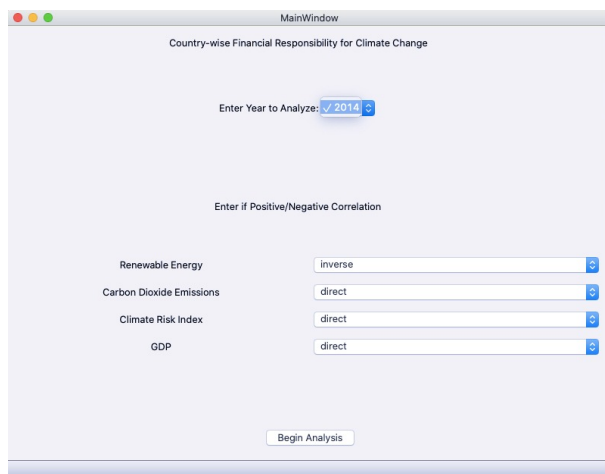 MainWindow
Country-wise Financial Responsibility for Climate Change
Enter Year to Analyze: ✓ 2014
Enter if Positive/Negative Correlation
Renewable Energy inverse
Carbon Dioxide Emissions direct
Climate Risk Index direct
GDP direct
Begin Analysis